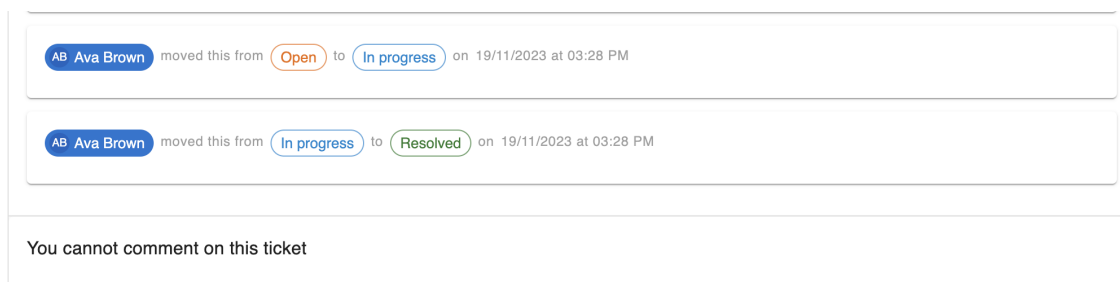 AB Ava Brown moved this from Open to In progress on 19/11/2023 at 03:28 PM
AB Ava Brown moved this from In progress to Resolved on 19/11/2023 at 03:28 PM
You cannot comment on this ticket